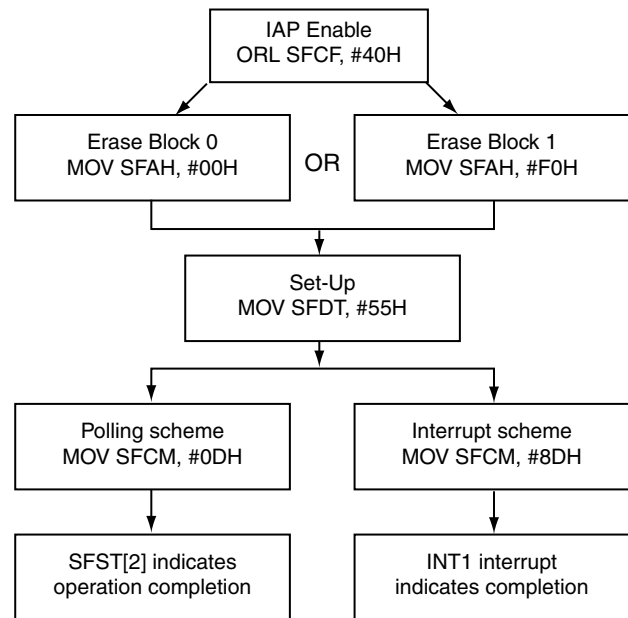 IAP Enable
ORL SFCF, #40H
Erase Block 0
MOV SFAH, #00H
OR
Erase Block 1
MOV SFAH, #F0H
Set-Up
MOV SFDT, #55H
Polling scheme
MOV SFCM, #0DH
Interrupt scheme
MOV SFCM, #8DH
SFST[2] indicates
operation completion
INT1 interrupt
indicates completion